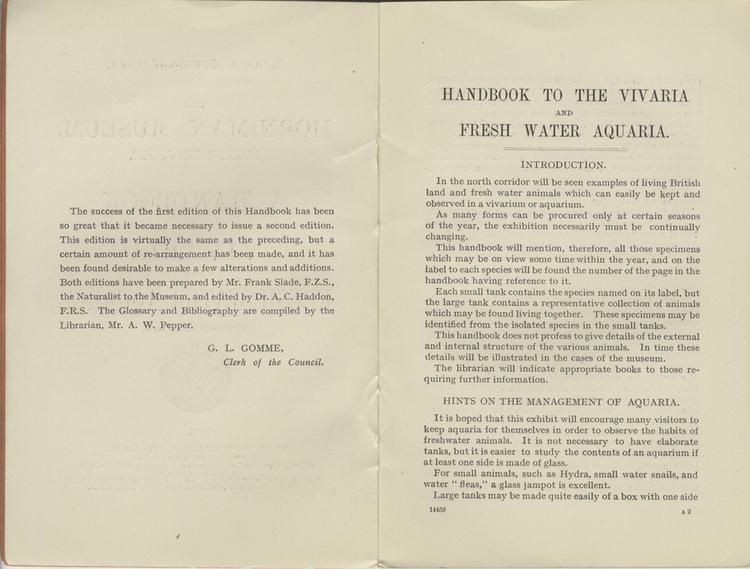 The success of the first edition of this Handbook has been
so great that it became necessary to issue a second edition.
This edition is virtually the same as the preceding, but a
certain amount of re-arrangement has been made, and it has
been found desirable to make a few alterations and additions.
Both editions have been prepared by Mr. Frank Slade, F.Z.S.,
the Naturalist to the Museum, and edited by Dr. A. C. Haddon,
F.R.S. The Glossary and Bibliography are compiled by the
Librarian, Mr. A. W. Pepper.
G. L. GOMME,
Clerk of the Council.
HANDBOOK TO THE VIVARIA
AND
FRESH WATER AQUARIA.
INTRODUCTION.
In the north corridor will be seen examples of living British
land and fresh water animals which can easily be kept and
observed in a vivarium or aquarium.
As many forms can be procured only at certain seasons
of the year, the exhibition necessarily must be continually
changing.
This handbook will mention, therefore, all those specimens
which may be on view some time within the year, and on the
label to each species will be found the number of the page in the
handbook having reference to it.
Each small tank contains the species named on its label, but
the large tank contains a representative collection of animals
which may be found living together. These specimens may be
identified from the isolated species in the small tanks.
This handbook does not profess to give details of the external
and internal structure of the various animals. In time these
details will be illustrated in the cases of the museum.
The librarian will indicate appropriate books to those re-
quiring further information.
HINTS ON THE MANAGEMENT OF AQUARIA.
It is hoped that this exhibit will encourage many visitors to
keep aquaria for themselves in order to observe the habits of
freshwater animals. It is not necessary to have elaborate
tanks, but it is easier to study the contents of an aquarium if
at least one side is made of glass.
For small animals, such as Hydra, small water snails, and
water "fleas," a glass jampot is excellent.
Large tanks may be made quite easily of a box with one side
14459 A 2